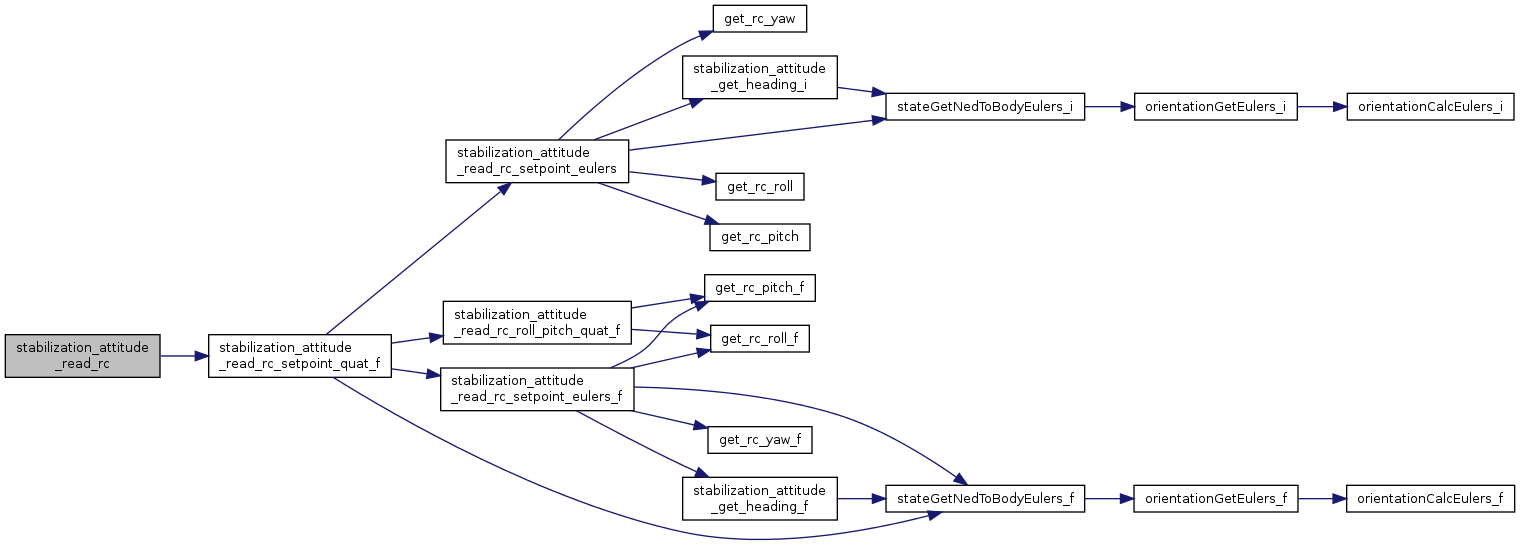 get_rc_yaw
stabilization_attitude
_get_heading_i
stateGetNedToBodyEulers_i
orientationGetEulers_i
orientationCalcEulers_i
stabilization_attitude
_read_rc_setpoint_eulers
get_rc_roll
get_rc_pitch
get_rc_pitch_f
stabilization_attitude
_read_rc_roll_pitch_quat_f
get_rc_roll_f
stabilization_attitude
_read_rc
stabilization_attitude
_read_rc_setpoint_quat_f
stabilization_attitude
_read_rc_setpoint_eulers_f
get_rc_yaw_f
stabilization_attitude
_get_heading_f
stateGetNedToBodyEulers_f
orientationGetEulers_f
orientationCalcEulers_f